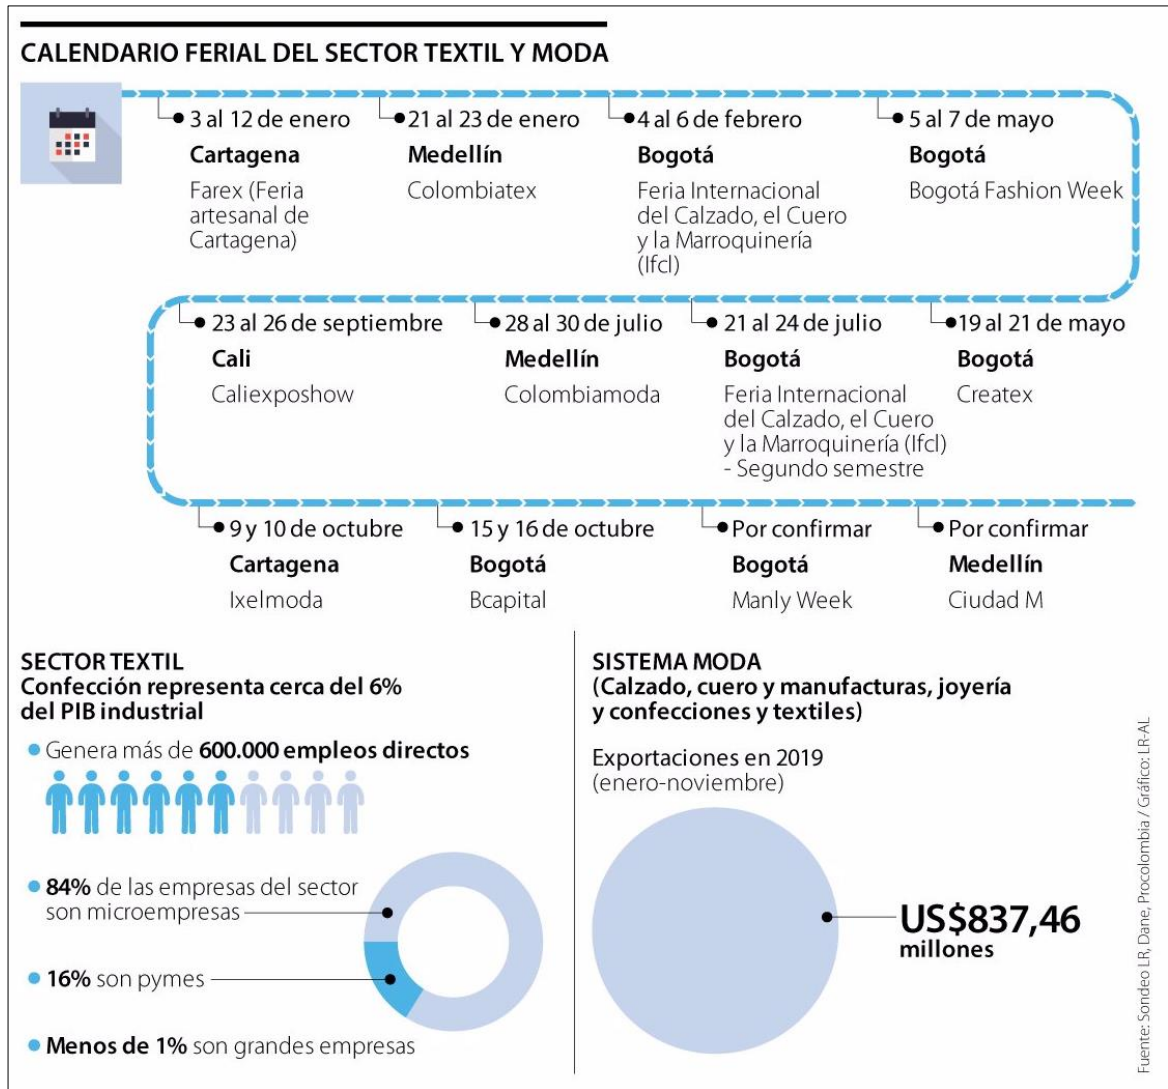 CALENDARIO FERIAL DEL SECTOR TEXTIL Y MODA
3 al 12 de enero
Cartagena
Farex (Feria
artesanal de
Cartagena)
21 al 23 de enero
Medellín
Colombiatex
4 al 6 de febrero
Bogotá
Feria Internacional
del Calzado, el Cuero
y la Marroquinería
(Ifcl)
5 al 7 de mayo
Bogotá
Bogotá Fashion Week
19 al 21 de mayo
Bogotá
Createx
21 al 24 de julio
Bogotá
Feria Internacional
del Calzado, el Cuero
y la Marroquinería (Ifcl)
- Segundo semestre
28 al 30 de julio
Medellín
Colombiamoda
23 al 26 de septiembre
Cali
Caliexposhow
9 y 10 de octubre
Cartagena
Ixelmoda
15 y 16 de octubre
Bogotá
Bcapital
Por confirmar
Bogotá
Manly Week
Por confirmar
Medellín
Ciudad M
SECTOR TEXTIL
Confección representa cerca del 6%
del PIB industrial
Genera más de 600.000 empleos directos
84% de las empresas del sector
son microempresas
16% son pymes
Menos de 1% son grandes empresas
SISTEMA MODA
(Calzado, cuero y manufacturas, joyería
y confecciones y textiles)
Exportaciones en 2019
(enero-noviembre)
US$837,46
millones
Fuente: Sondeo LR, Dane, Procolombia / Gráfico: LR-AL